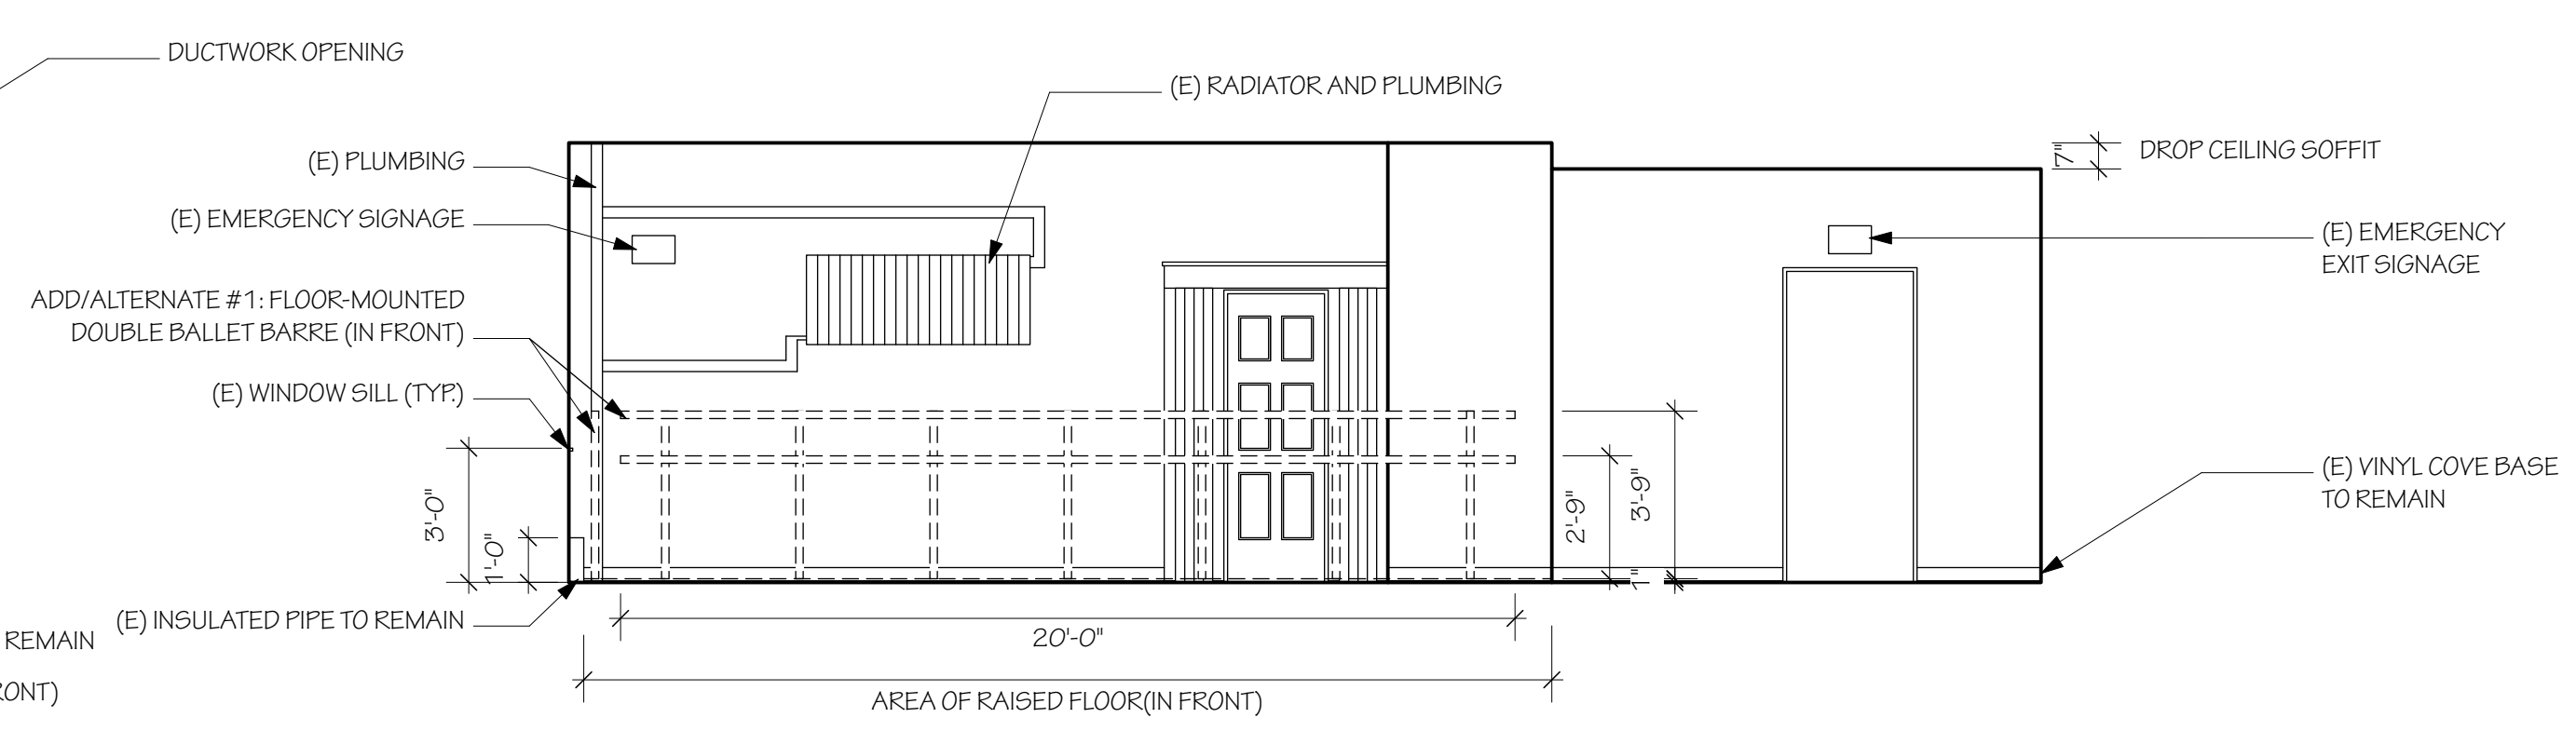 DUCTWORK OPENING
(E) RADIATOR AND PLUMBING
(E) PLUMBING
7"
DROP CEILING SOFFIT
(E) EMERGENCY SIGNAGE
(E) EMERGENCY
EXIT SIGNAGE
ADD/ALTERNATE #1: FLOOR-MOUNTED
DOUBLE BALLET BARRE (IN FRONT)
(E) WINDOW SILL (TYP.)
3'-0"
1'-0"
2'-9"
3'-9"
1"
(E) VINYL COVE BASE
TO REMAIN
(E) INSULATED PIPE TO REMAIN
REMAIN
20'-0"
RONT)
AREA OF RAISED FLOOR(IN FRONT)